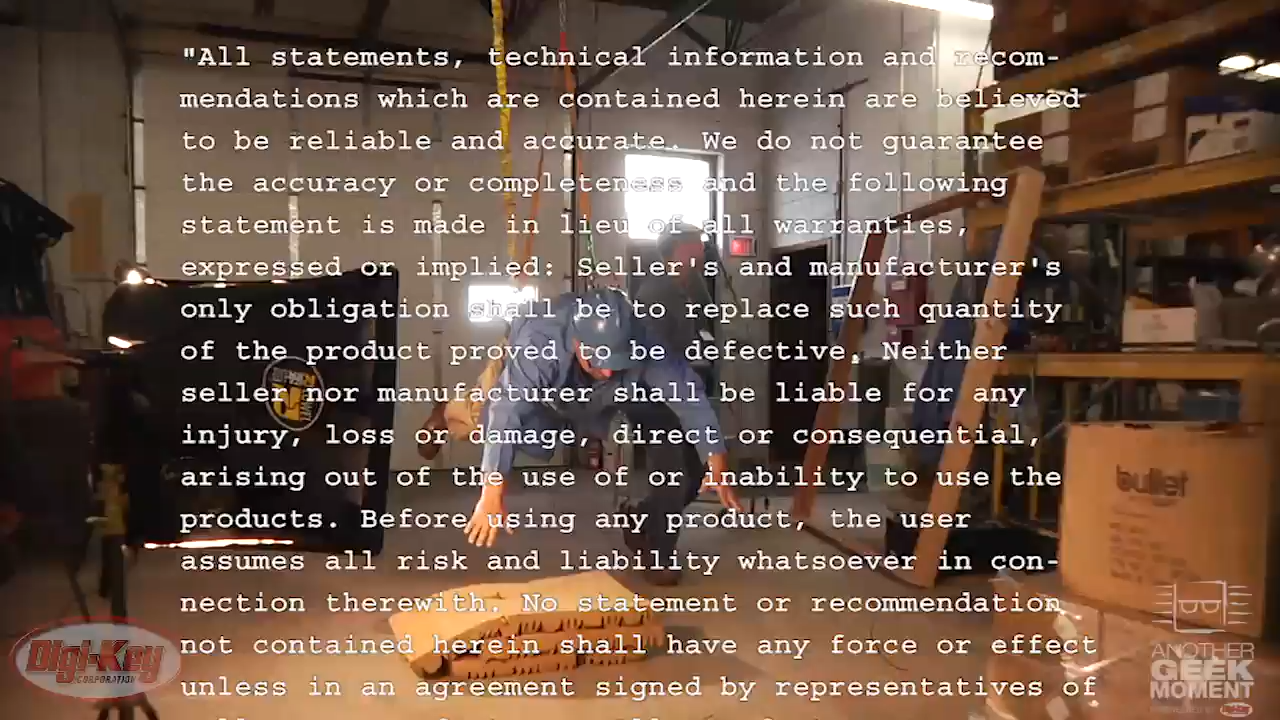 "All statements, technical information and recom-
mendations which are contained herein are believed
to be reliable and accurate. We do not guarantee
the accuracy or completeness and the following
statement is made in lieu of all warranties,
expressed or implied: Seller's and manufacturer's
only obligation shall be to replace such quantity
of the product proved to be defective. Neither
seller nor manufacturer shall be liable for any
injury, loss or damage, direct or consequential,
arising out of the use of or inability to use the
products. Before using any product, the user
assumes all risk and liability whatsoever in con-
nection therewith. No statement or recommendation
not contained herein shall have any force or effect
unless in an agreement signed by representatives of
bullet
Digi-Key
CORPORATION
ANOTHER
GEEK
MOMENT